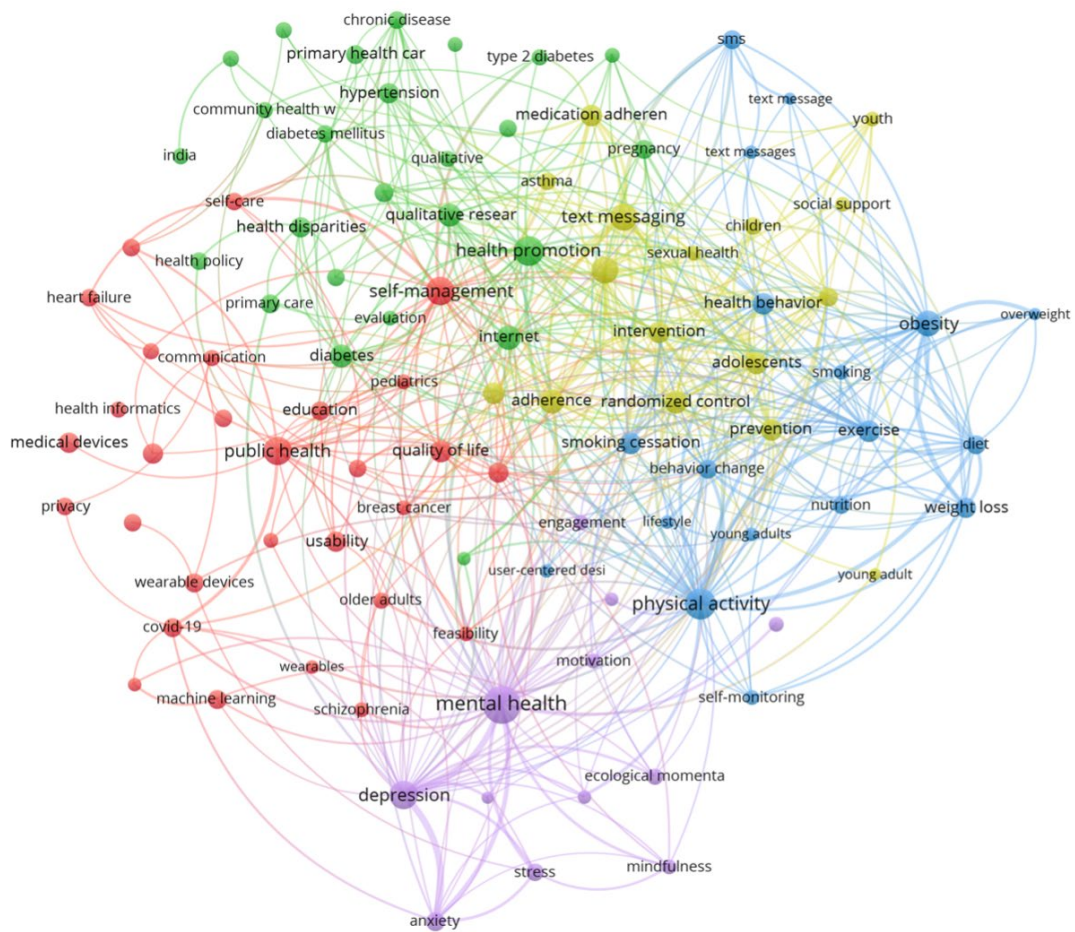 chronic disease
primary health car
type 2 diabetes
sms
hypertension
text message
community health w
medication adheren
youth
diabetes mellitus
pregnancy
text messages
india
qualitative
asthma
self-care
social support
qualitative resear
text messaging
health disparities
children
health promotion
sexual health
health policy
self-management
heart failure
primary care
health behavior
overweight
evaluation
obesity
internet
intervention
communication
diabetes
adolescents
smoking
pediatrics
health informatics
education
adherence
randomized control
prevention
exercise
medical devices
public health
quality of life
smoking cessation
diet
behavior change
privacy
breast cancer
nutrition
weight loss
engagement
lifestyle
young adults
usability
wearable devices
user-centered desi
young adult
older adults
physical activity
covid-19
feasibility
wearables
motivation
machine learning
schizophrenia
mental health
self-monitoring
ecological momenta
depression
stress
mindfulness
anxiety